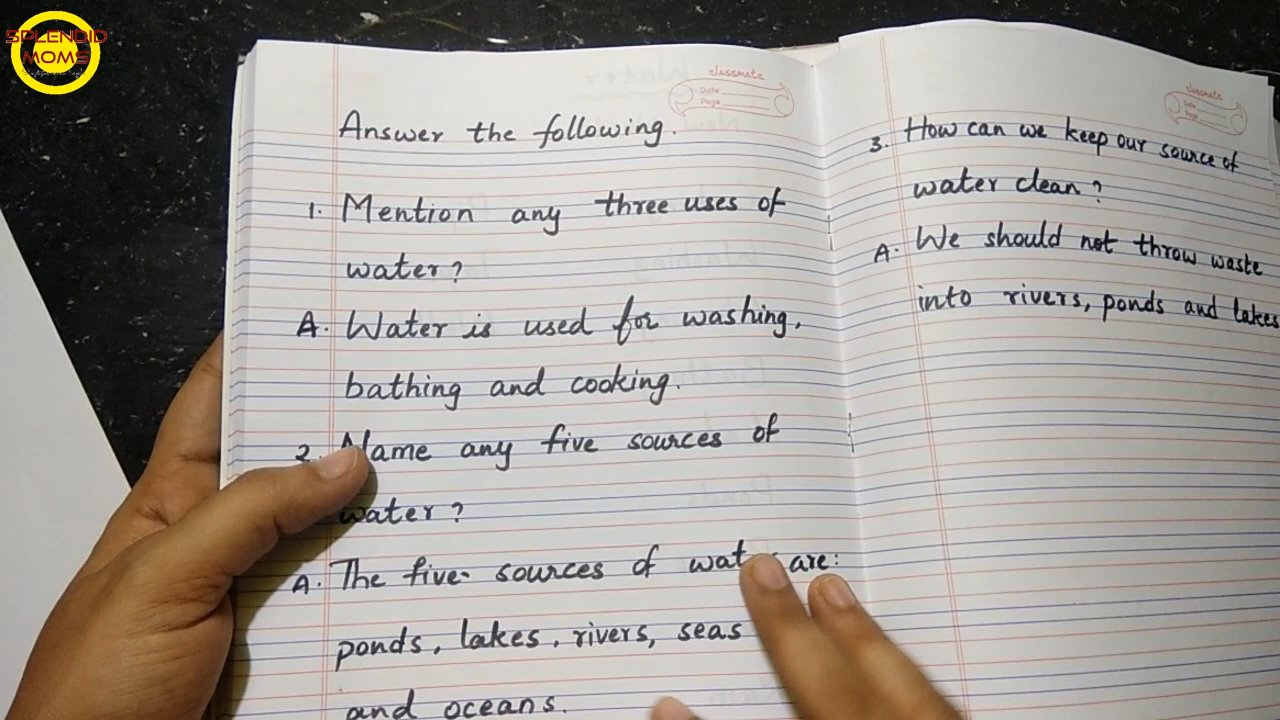 SPLENDID
MOMS
classmate
Date
Page
Answer the following.
1. Mention any three uses of
water?
A. Water is used for washing,
bathing and cooking.
2. Name any five sources of
water?
A. The five sources of water are:
ponds, lakes, rivers, seas
and oceans.
classmate
Date
Page
3. How can we keep our source of
water clean?
A. We should not throw waste
into rivers, ponds and lakes